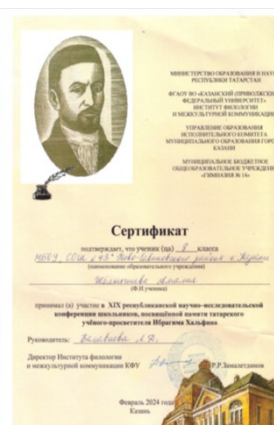 МИНИСТЕРСТВО ОБРАЗОВАНИЯ И НАУКИ
РЕСПУБЛИКИ ТАТАРСТАН
ФГАОУ ВО «КАЗАНСКИЙ (ПРИВОЛЖСКИЙ)
ФЕДЕРАЛЬНЫЙ УНИВЕРСИТЕТ»
ИНСТИТУТ ФИЛОЛОГИИ
И МЕЖКУЛЬТУРНОЙ КОММУНИКАЦИИ
УПРАВЛЕНИЕ ОБРАЗОВАНИЯ
ИСПОЛНИТЕЛЬНОГО КОМИТЕТА
МУНИЦИПАЛЬНОГО ОБРАЗОВАНИЯ ГОРОДА
КАЗАНИ
МУНИЦИПАЛЬНОЕ БЮДЖЕТНОЕ
ОБЩЕОБРАЗОВАТЕЛЬНОЕ УЧРЕЖДЕНИЕ
«ГИМНАЗИЯ № 14»
Сертификат
подтверждает, что ученик (ца) 8 класса
(наименование образовательного учреждения)
(Ф.И ученика)
принимал (а) участие в XIX республиканской научно-исследовательской
конференции школьников, посвящённой памяти татарского
учёного-просветителя Ибрагима Хальфина
Руководитель:
Директор Института филологии
и межкультурной коммуникации КФУ Р.Р.Замалетдинов
Февраль 2024 года
Казань